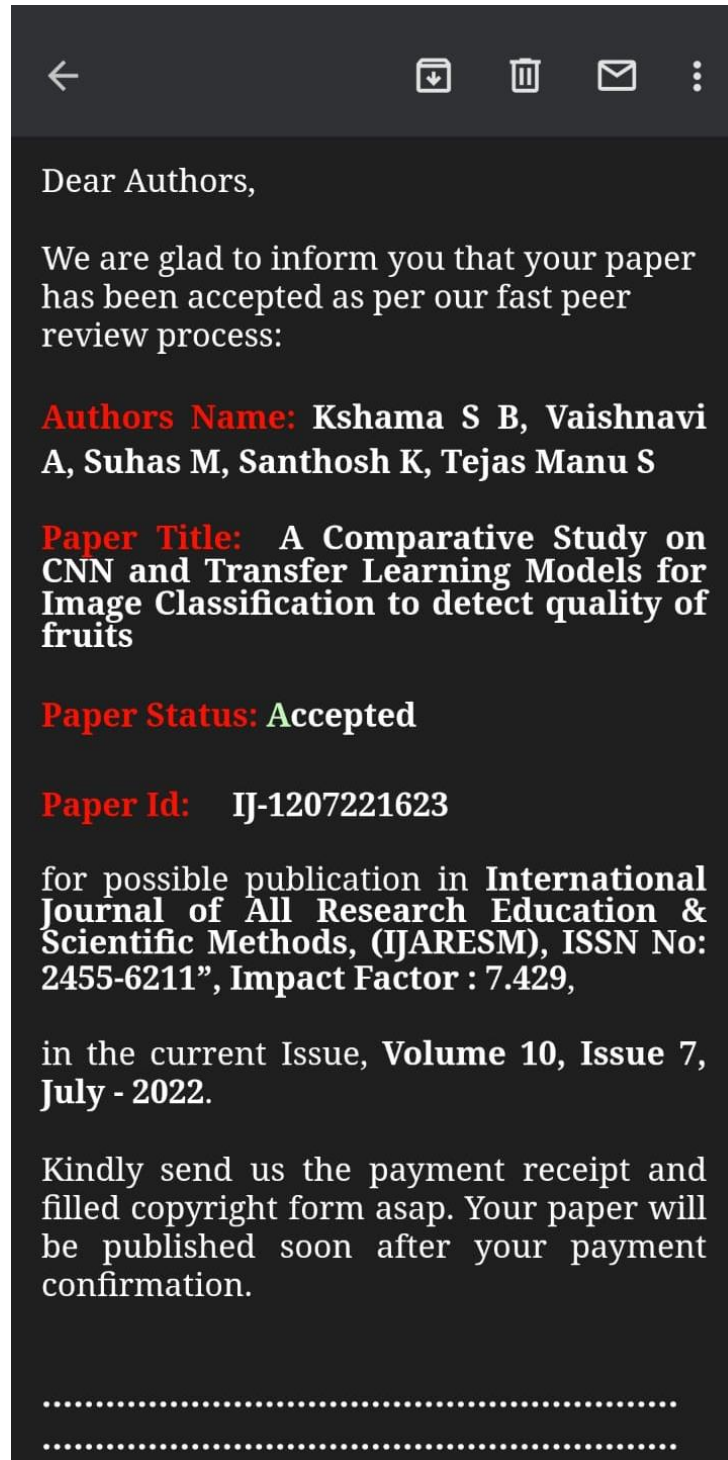 Dear Authors,
We are glad to inform you that your paper
has been accepted as per our fast peer
review process:
Authors Name: Kshama S B, Vaishnavi
A, Suhas M, Santhosh K, Tejas Manu S
Paper Title: A Comparative Study on
CNN and Transfer Learning Models for
Image Classification to detect quality of
fruits
Paper Status: Accepted
Paper Id: IJ-1207221623
for possible publication in International
Journal of All Research Education &
Scientific Methods, (IJARESM), ISSN No:
2455-6211”, Impact Factor : 7.429,
in the current Issue, Volume 10, Issue 7,
July - 2022.
Kindly send us the payment receipt and
filled copyright form asap. Your paper will
be published soon after your payment
confirmation.
............................................................
............................................................